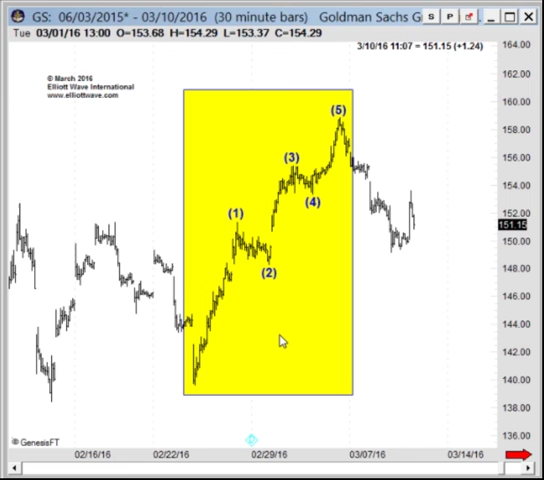 GS: 06/03/2015* - 03/10/2016 (30 minute bars) Goldman Sachs G S P
Tue 03/01/16 13:00 O=153.68 H=154.29 L=153.37 C=154.29
3/10/16 11:07 = 151.15 (+1.24)
© March 2016
Elliott Wave International
www.elliottwave.com
(5)
(3)
(4)
(1)
(2)
164.00
162.00
160.00
158.00
156.00
154.00
152.00
151.15
150.00
148.00
146.00
144.00
142.00
140.00
138.00
136.00
© GenesisFT
02/16/16 02/22/16 02/29/16 03/07/16 03/14/16